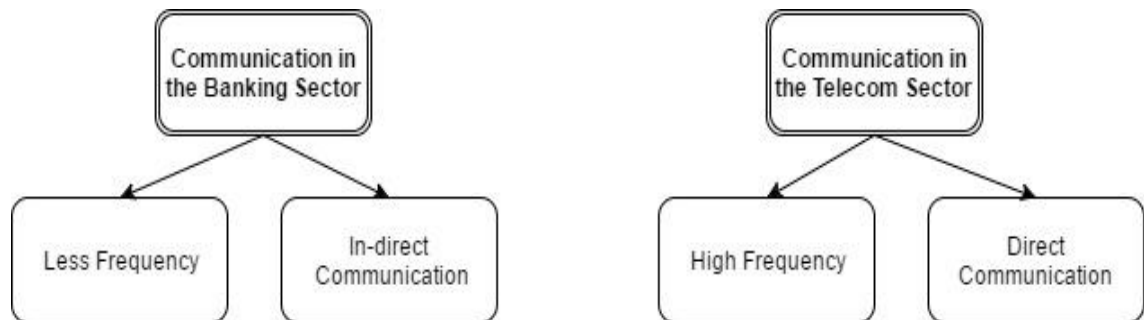 Communication in
the Banking Sector
Communication in
the Telecom Sector
Less Frequency
In-direct
Communication
High Frequency
Direct
Communication